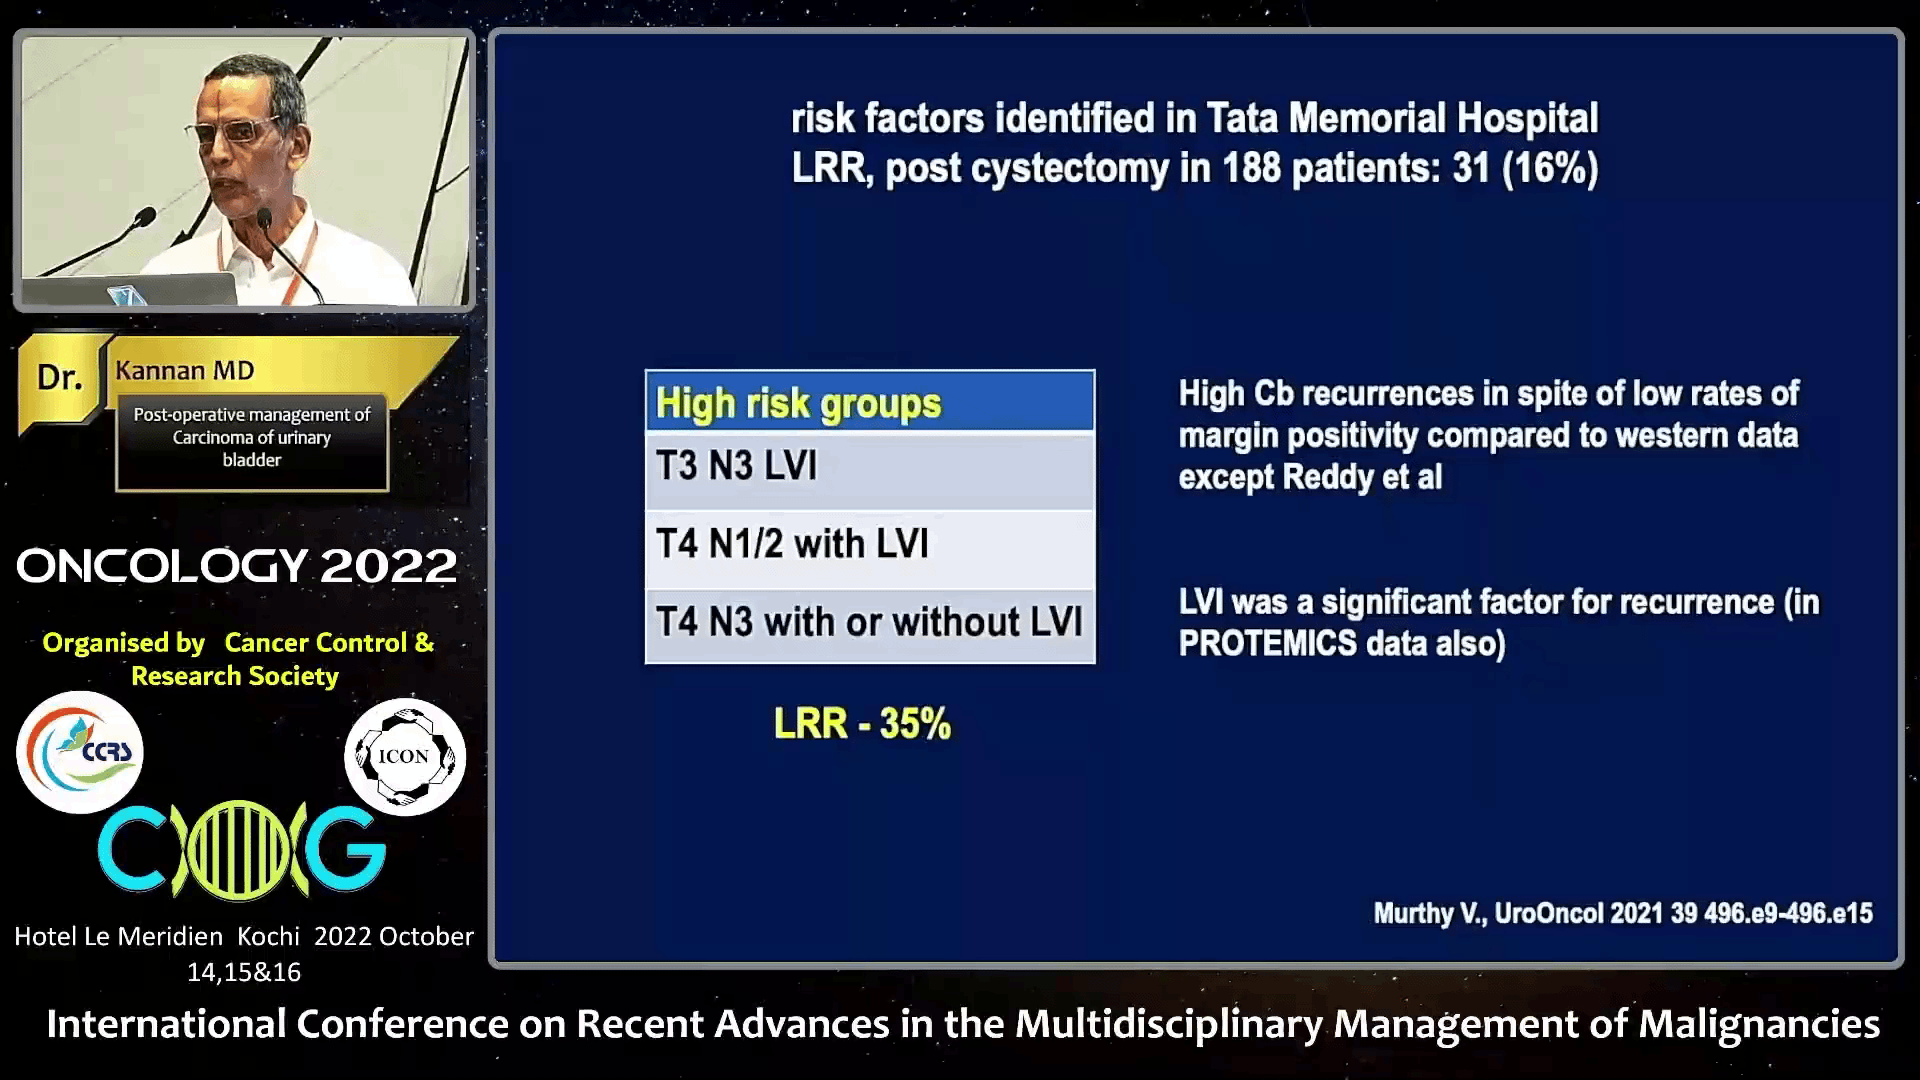 Dr.
Kannan MD
Post-operative management of
Carcinoma of urinary
bladder
ONCOLOGY 2022
Organised by Cancer Control &
Research Society
CCRS
ICON
COG
Hotel Le Meridien Kochi 2022 October
14,15&16
risk factors identified in Tata Memorial Hospital
LRR, post cystectomy in 188 patients: 31 (16%)
High risk groups
T3 N3 LVI
T4 N1/2 with LVI
T4 N3 with or without LVI
LRR - 35%
High Cb recurrences in spite of low rates of
margin positivity compared to western data
except Reddy et al
LVI was a significant factor for recurrence (in
PROTEMICS data also)
Murthy V., UroOncol 2021 39 496.e9-496.e15
International Conference on Recent Advances in the Multidisciplinary Management of Malignancies